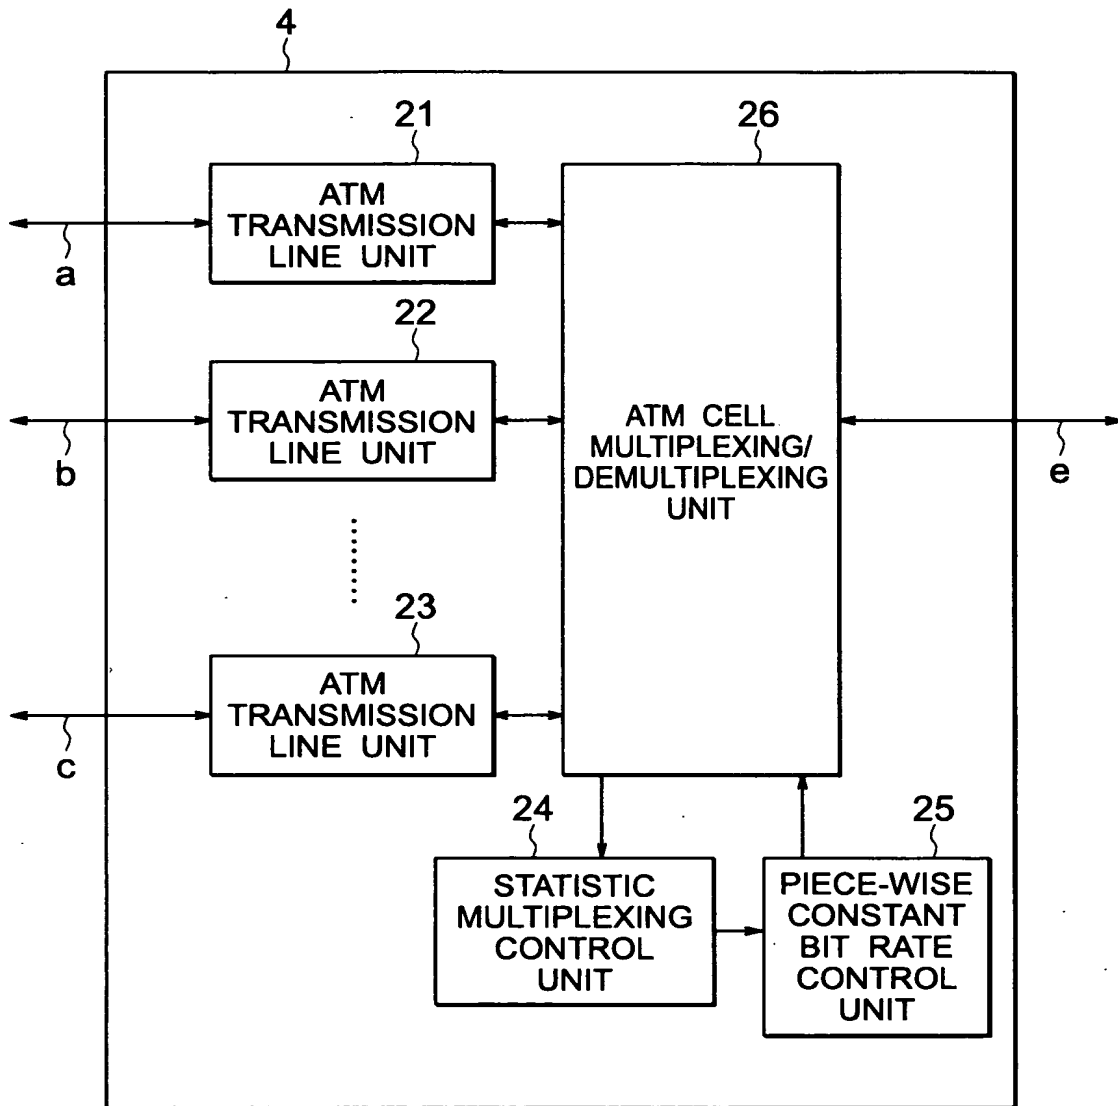 4
21
26
ATM
TRANSMISSION
LINE UNIT
a
22
ATM
TRANSMISSION
LINE UNIT
b
ATM CELL
MULTIPLEXING/
DEMULTIPLEXING
UNIT
e
23
ATM
TRANSMISSION
LINE UNIT
c
24
25
STATISTIC
MULTIPLEXING
CONTROL
UNIT
PIECE-WISE
CONSTANT
BIT RATE
CONTROL
UNIT